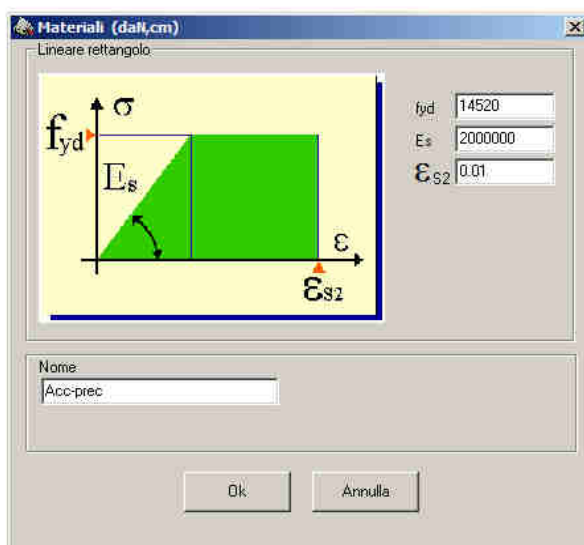 Materiali (daN,cm)
Lineare rettangolo
σ
fyd
Es
ε
εS2
fyd 14520
Es 2000000
εS2 0.01
Nome
Acc-prec
Ok Annulla